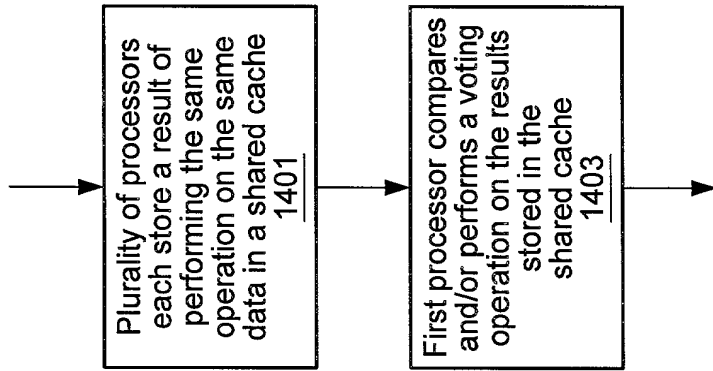 Plurality of processors
each store a result of
performing the same
operation on the same
data in a shared cache
1401
First processor compares
and/or performs a voting
operation on the results
stored in the
shared cache
1403